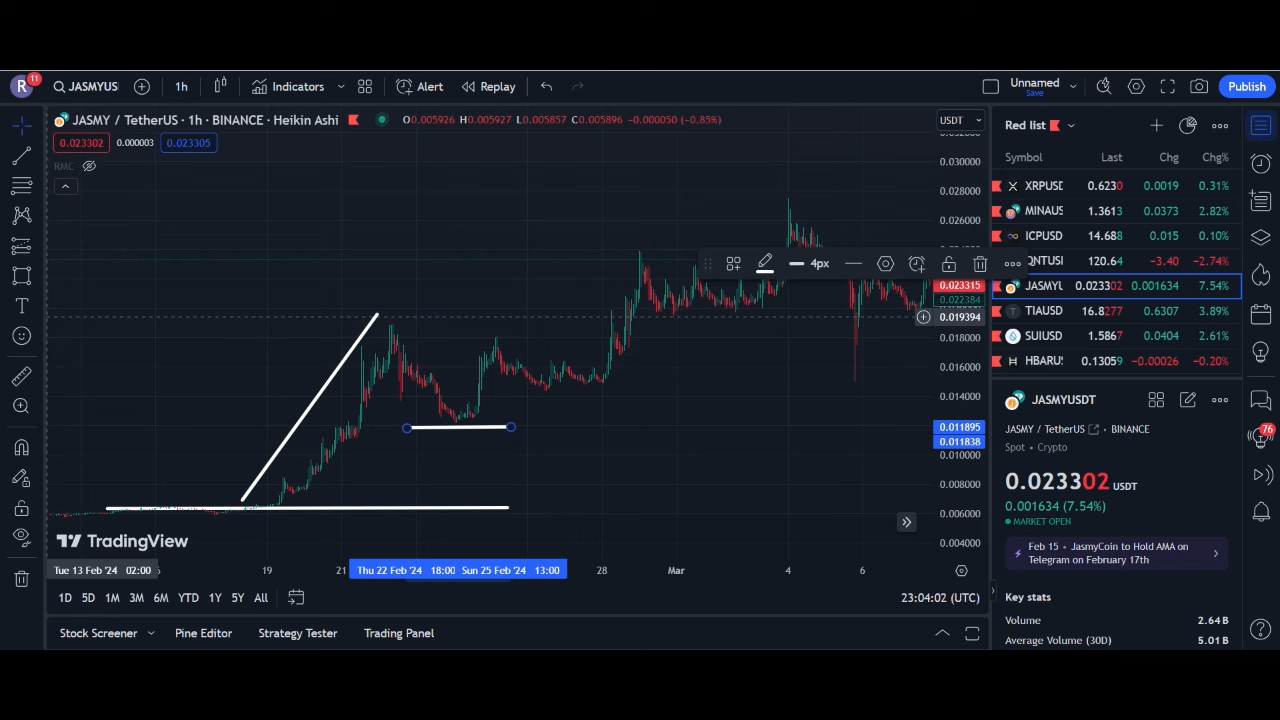 R 11 JASMYUS 1h Indicators Alert Replay Unnamed Save Publish
JASMY / TetherUS · 1h · BINANCE · Heikin Ashi O0.005926 H0.005927 L0.005857 C0.005896 −0.000050 (−0.85%) USDT
0.023302 0.000003 0.023305
RMC
0.030000
0.028000
0.026000
4px
0.023315
0.022384
0.019394
0.018000
0.016000
0.014000
0.011895
0.011838
0.010000
0.008000
0.006000
0.004000
TradingView
Tue 13 Feb '24 02:00 19 21 Thu 22 Feb '24 18:00 Sun 25 Feb '24 13:00 28 Mar 4 6
1D 5D 1M 3M 6M YTD 1Y 5Y All 23:04:02 (UTC)
Stock Screener Pine Editor Strategy Tester Trading Panel
Red list
Symbol Last Chg Chg%
XRPUSD 0.6230 0.0019 0.31%
MINAUS 1.3613 0.0373 2.82%
ICPUSD 14.688 0.015 0.10%
QNTUSD 120.64 −3.40 −2.74%
JASMYU 0.023302 0.001634 7.54%
TIAUSD 16.8277 0.6307 3.89%
SUIUSD 1.5867 0.0404 2.61%
HBARUS 0.13059 −0.00026 −0.20%
JASMYUSDT
JASMY / TetherUS · BINANCE
Spot · Crypto
0.023302 USDT
0.001634 (7.54%)
MARKET OPEN
Feb 15 · JasmyCoin to Hold AMA on
Telegram on February 17th
Key stats
Volume 2.64B
Average Volume (30D) 5.01B
76